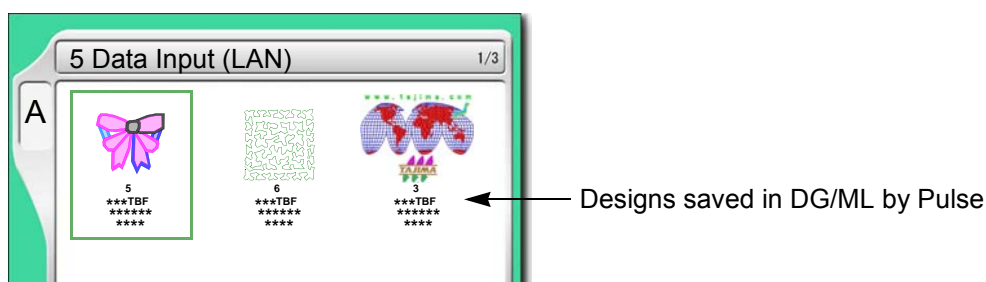 5 Data Input (LAN)
1/3
A
www.tajima.com
TAJIMA
5
***TBF
******
****
6
***TBF
******
****
3
***TBF
******
****
Designs saved in DG/ML by Pulse